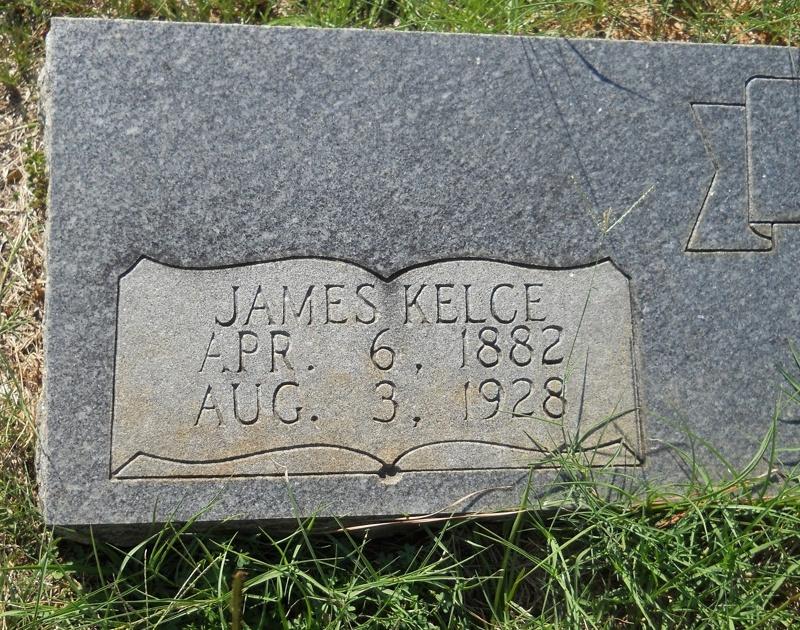 JAMES KELCE
APR. 6, 1882
AUG. 3, 1928